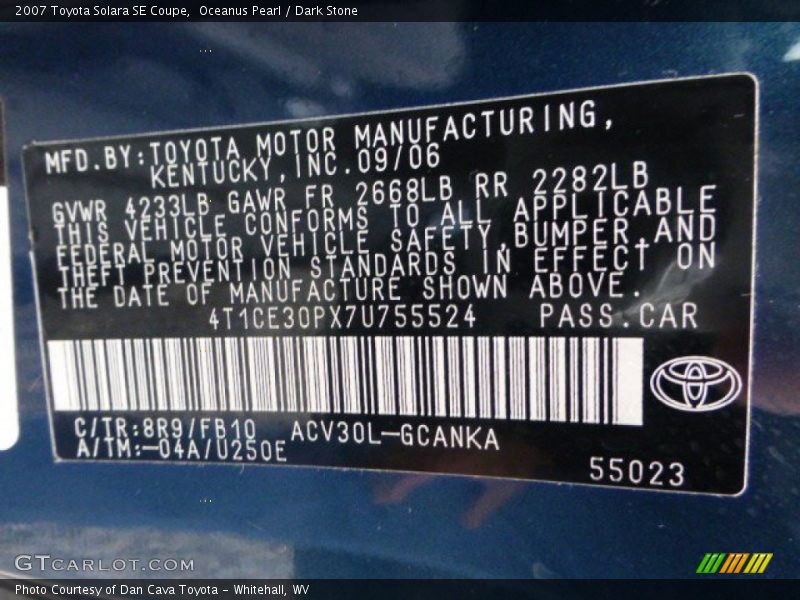 2007 Toyota Solara SE Coupe, Oceanus Pearl / Dark Stone
MFD.BY:TOYOTA MOTOR MANUFACTURING,
KENTUCKY,INC.09/06
GVWR 4233LB GAWR FR 2668LB RR 2282LB
THIS VEHICLE CONFORMS TO ALL APPLICABLE
FEDERAL MOTOR VEHICLE SAFETY,BUMPER,AND
THEFT PREVENTION STANDARDS IN EFFECT ON
THE DATE OF MANUFACTURE SHOWN ABOVE.
4T1CE30PX7U755524 PASS.CAR
C/TR:8R9/FB10 ACV30L-GCANKA
A/TM:-04A/U250E
55023
GTCARLOT.COM
Photo Courtesy of Dan Cava Toyota - Whitehall, WV